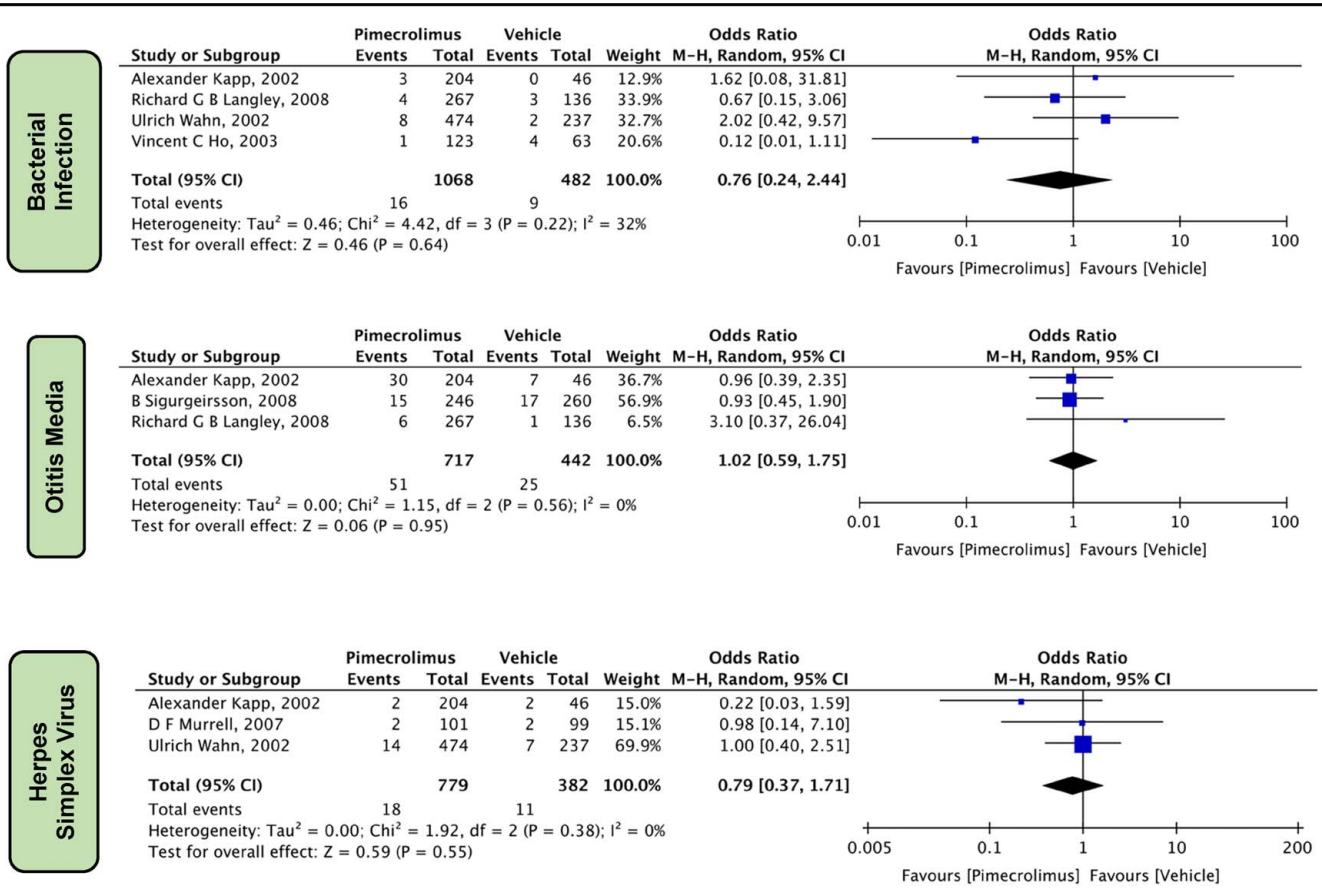 Bacterial
Infection
Pimecrolimus Vehicle Odds Ratio Odds Ratio
Study or Subgroup Events Total Events Total Weight M-H, Random, 95% CI M-H, Random, 95% CI
Alexander Kapp, 2002 3 204 0 46 12.9% 1.62 [0.08, 31.81]
Richard G B Langley, 2008 4 267 3 136 33.9% 0.67 [0.15, 3.06]
Ulrich Wahn, 2002 8 474 2 237 32.7% 2.02 [0.42, 9.57]
Vincent C Ho, 2003 1 123 4 63 20.6% 0.12 [0.01, 1.11]
Total (95% CI) 1068 482 100.0% 0.76 [0.24, 2.44]
Total events 16 9
Heterogeneity: Tau² = 0.46; Chi² = 4.42, df = 3 (P = 0.22); I² = 32%
Test for overall effect: Z = 0.46 (P = 0.64)
0.01 0.1 1 10 100
Favours [Pimecrolimus] Favours [Vehicle]
Otitis Media
Pimecrolimus Vehicle Odds Ratio Odds Ratio
Study or Subgroup Events Total Events Total Weight M-H, Random, 95% CI M-H, Random, 95% CI
Alexander Kapp, 2002 30 204 7 46 36.7% 0.96 [0.39, 2.35]
B Sigurgeirsson, 2008 15 246 17 260 56.9% 0.93 [0.45, 1.90]
Richard G B Langley, 2008 6 267 1 136 6.5% 3.10 [0.37, 26.04]
Total (95% CI) 717 442 100.0% 1.02 [0.59, 1.75]
Total events 51 25
Heterogeneity: Tau² = 0.00; Chi² = 1.15, df = 2 (P = 0.56); I² = 0%
Test for overall effect: Z = 0.06 (P = 0.95)
0.01 0.1 1 10 100
Favours [Pimecrolimus] Favours [Vehicle]
Herpes
Simplex Virus
Pimecrolimus Vehicle Odds Ratio Odds Ratio
Study or Subgroup Events Total Events Total Weight M-H, Random, 95% CI M-H, Random, 95% CI
Alexander Kapp, 2002 2 204 2 46 15.0% 0.22 [0.03, 1.59]
D F Murrell, 2007 2 101 2 99 15.1% 0.98 [0.14, 7.10]
Ulrich Wahn, 2002 14 474 7 237 69.9% 1.00 [0.40, 2.51]
Total (95% CI) 779 382 100.0% 0.79 [0.37, 1.71]
Total events 18 11
Heterogeneity: Tau² = 0.00; Chi² = 1.92, df = 2 (P = 0.38); I² = 0%
Test for overall effect: Z = 0.59 (P = 0.55)
0.005 0.1 1 10 200
Favours [Pimecrolimus] Favours [Vehicle]